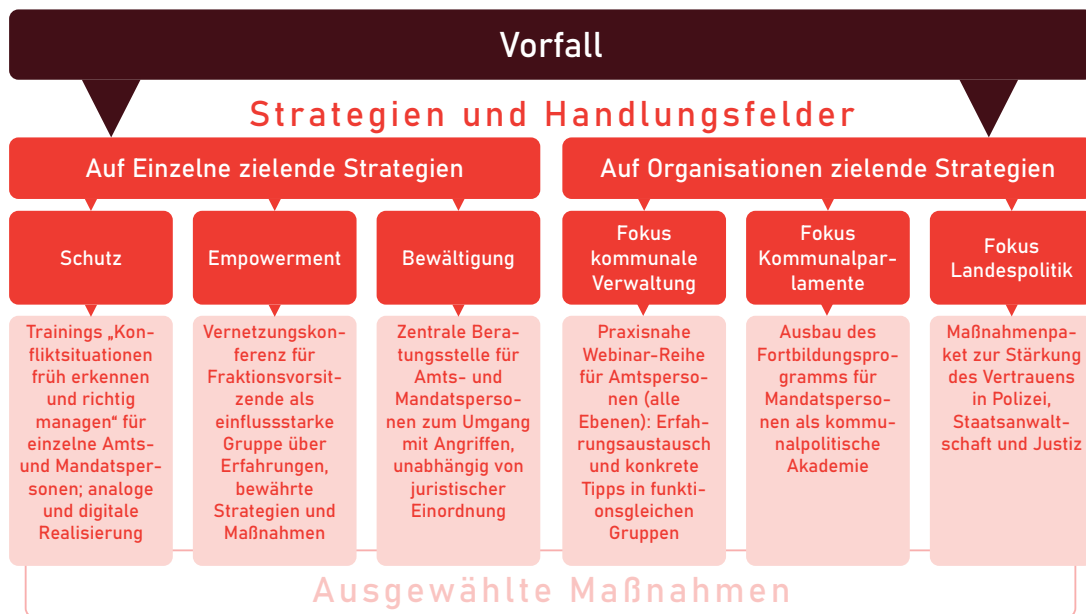 Vorfall
Strategien und Handlungsfelder
Auf Einzelne zielende Strategien
Auf Organisationen zielende Strategien
Schutz
Empowerment
Bewältigung
Fokus
kommunale
Verwaltung
Fokus
Kommunalpar-
lamente
Fokus
Landespolitik
Trainings „Kon-
fliktsituationen
früh erkennen
und richtig
managen“ für
einzelne Amts-
und Mandatsper-
sonen; analoge
und digitale
Realisierung
Vernetzungskon-
ferenz für
Fraktionsvorsit-
zende als
einflussstarke
Gruppe über
Erfahrungen,
bewährte
Strategien und
Maßnahmen
Zentrale Bera-
tungsstelle für
Amts- und
Mandatsperso-
nen zum Umgang
mit Angriffen,
unabhängig von
juristischer
Einordnung
Praxisnahe
Webinar-Reihe
für Amtsperso-
nen (alle
Ebenen): Erfah-
rungsaustausch
und konkrete
Tipps in funkti-
onsgleichen
Gruppen
Ausbau des
Fortbildungspro-
gramms für
Mandatsperso-
nen als kommu-
nalpolitische
Akademie
Maßnahmenpa-
ket zur Stärkung
des Vertrauens
in Polizei,
Staatsanwalt-
schaft und Justiz
Ausgewählte Maßnahmen